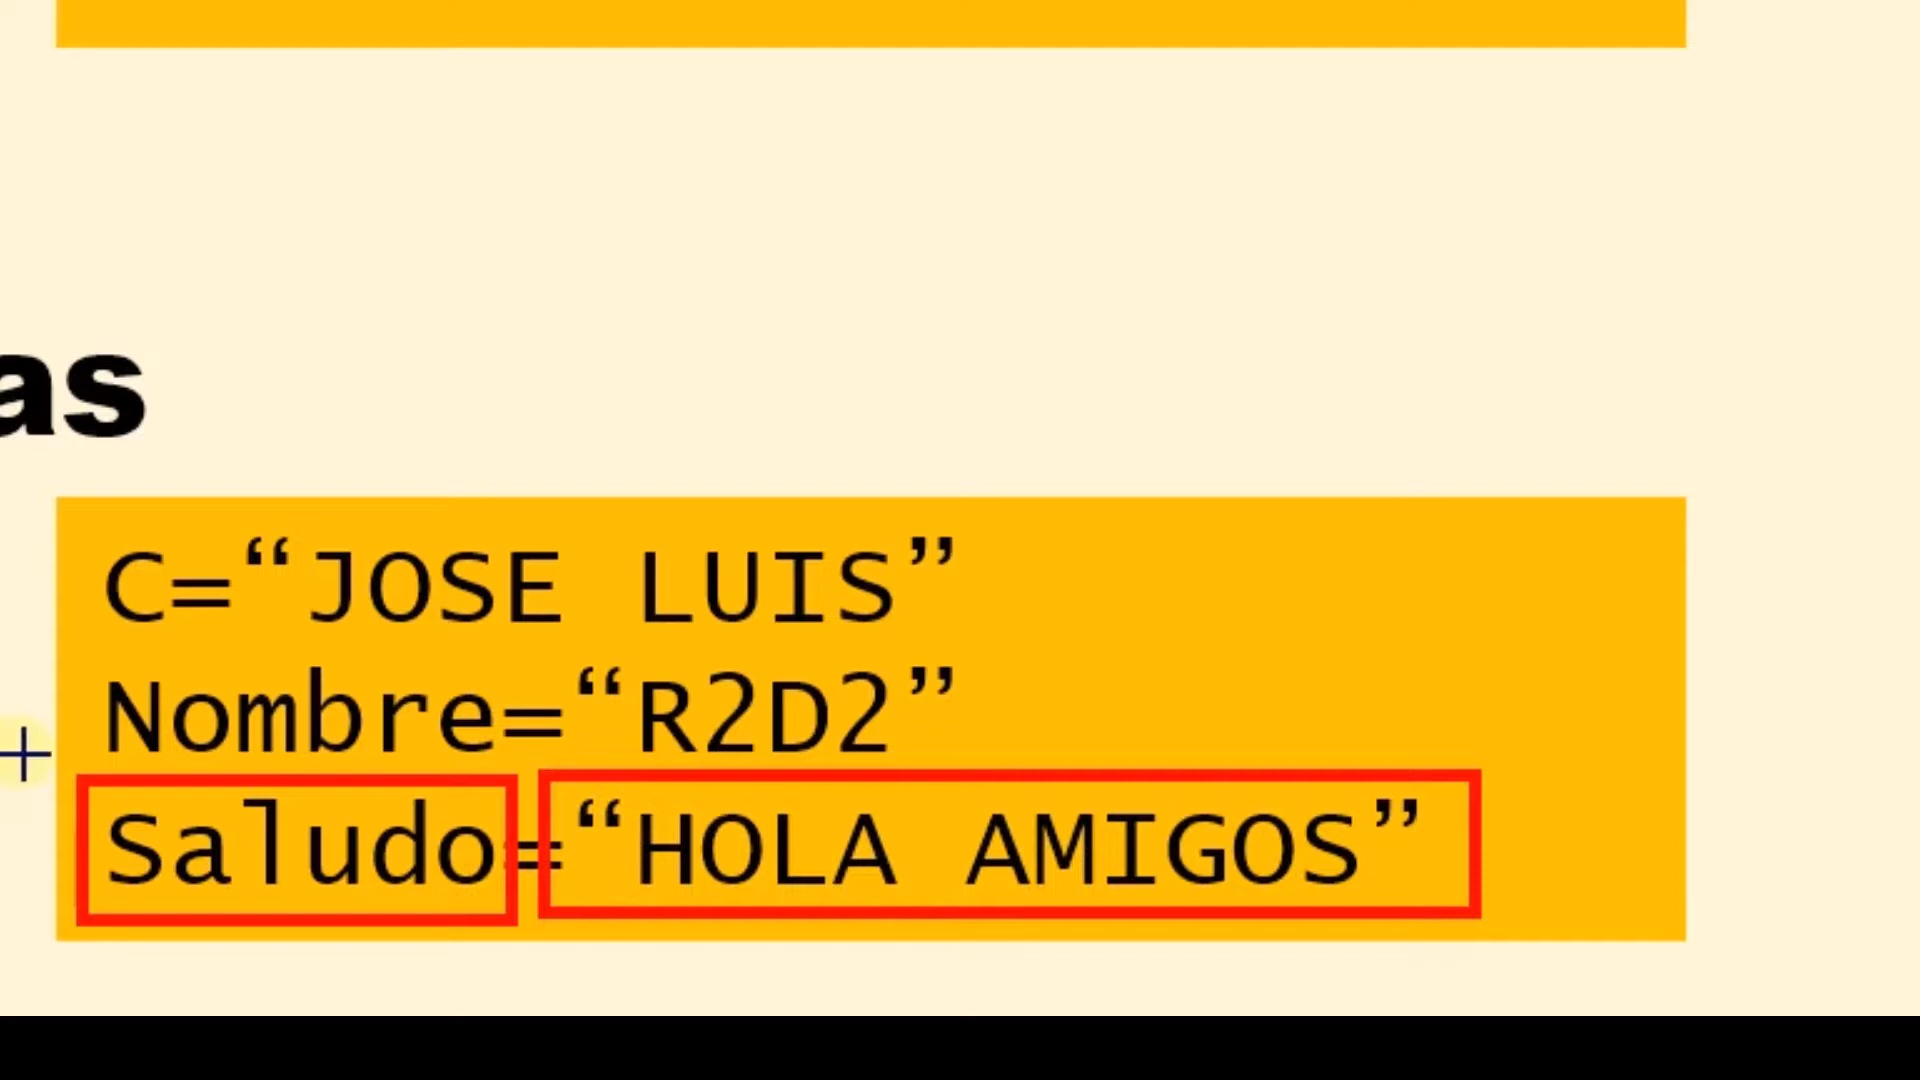 as
C=“JOSE LUIS”
Nombre=“R2D2”
Saludo=“HOLA AMIGOS”